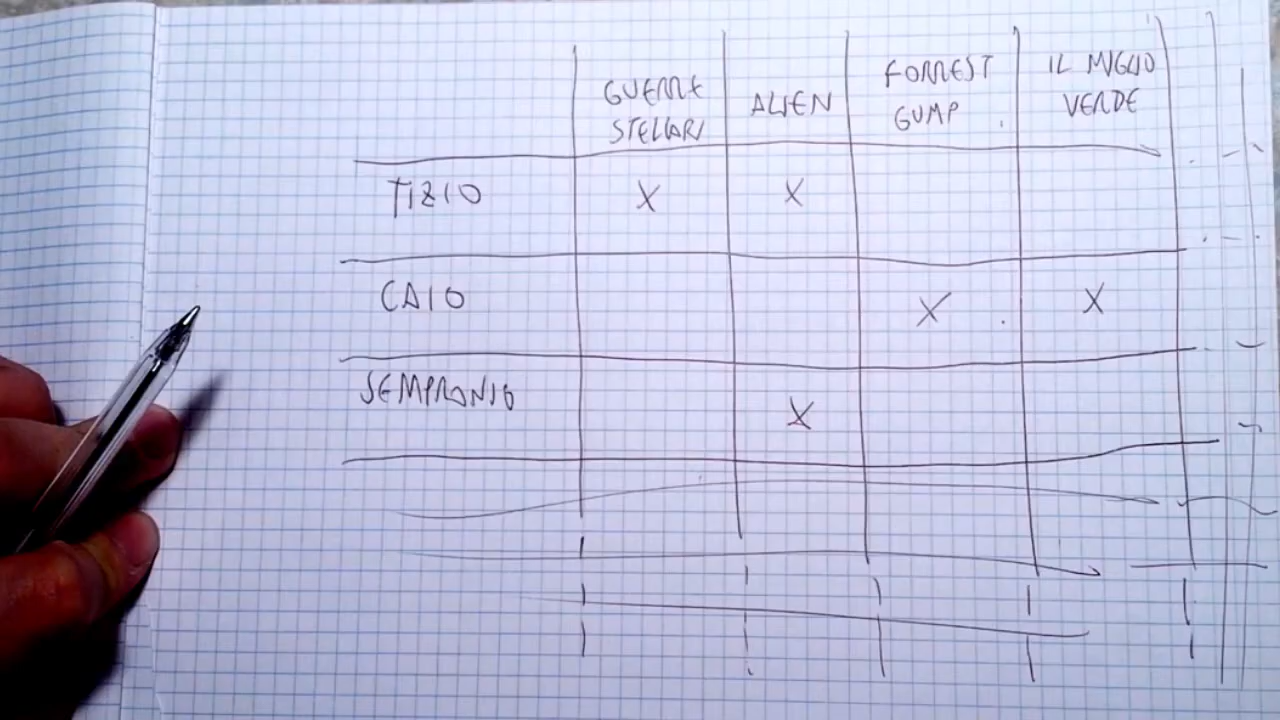 GUERRE
STELLARI
ALIEN
FORREST
GUMP
IL MIGLIO
VERDE
TIZIO X X
CAIO X X
SEMPRONIO X